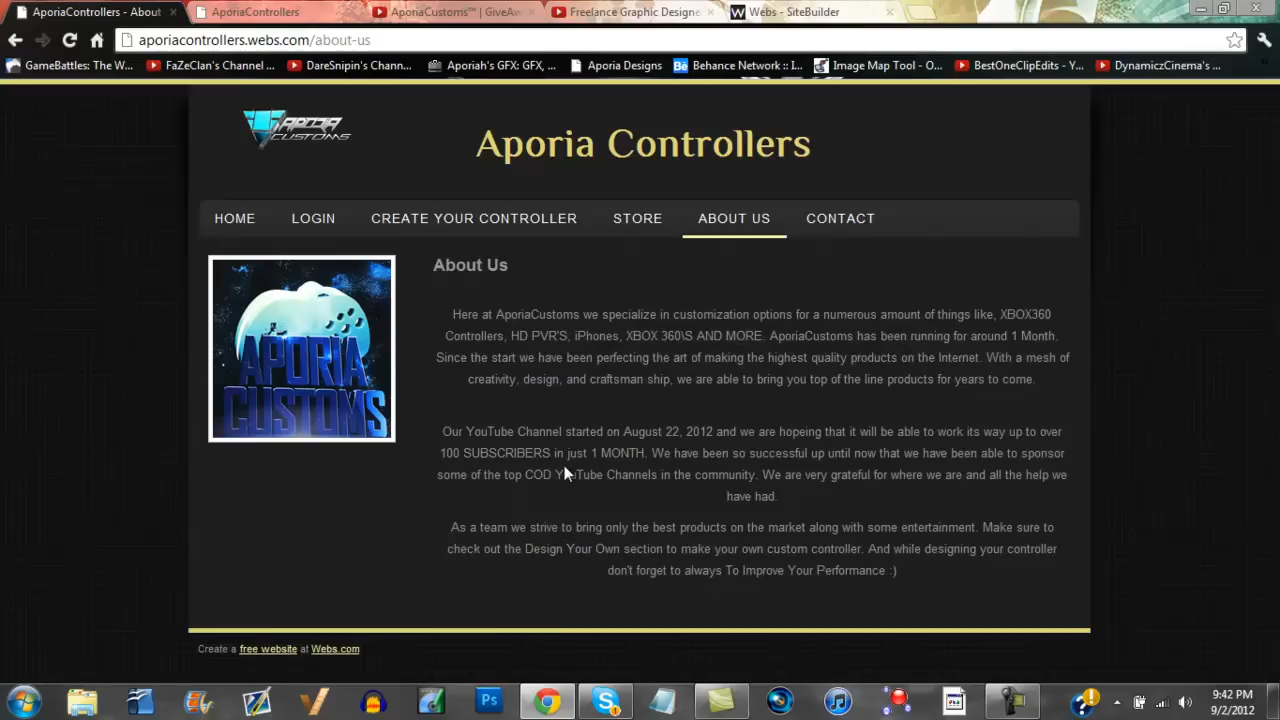 AporiaControllers - About
AporiaControllers
AporiaCustoms™ | GiveAw
Freelance Graphic Designe
Webs - SiteBuilder
aporiacontrollers.webs.com/about-us
GameBattles: The W...
FaZeClan's Channel ...
DareSnipin's Chann...
Aporiah's GFX: GFX, ...
Aporia Designs
Behance Network :: I...
Image Map Tool - O...
BestOneClipEdits - Y...
DynamiczCinema's ...
APORIA
CUSTOMS
Aporia Controllers
HOME
LOGIN
CREATE YOUR CONTROLLER
STORE
ABOUT US
CONTACT
APORIA
CUSTOMS
About Us
Here at AporiaCustoms we specialize in customization options for a numerous amount of things like, XBOX360
Controllers, HD PVR'S, iPhones, XBOX 360\S AND MORE. AporiaCustoms has been running for around 1 Month.
Since the start we have been perfecting the art of making the highest quality products on the Internet. With a mesh of
creativity, design, and craftsman ship, we are able to bring you top of the line products for years to come.
Our YouTube Channel started on August 22, 2012 and we are hoping that it will be able to work its way up to over
100 SUBSCRIBERS in just 1 MONTH. We have been so successful up until now that we have been able to sponsor
some of the top COD YouTube Channels in the community. We are very grateful for where we are and all the help we
have had.
As a team we strive to bring only the best products on the market along with some entertainment. Make sure to
check out the Design Your Own section to make your own custom controller. And while designing your controller
don't forget to always To Improve Your Performance :)
Create a free website at Webs.com
Ps
9:42 PM
9/2/2012